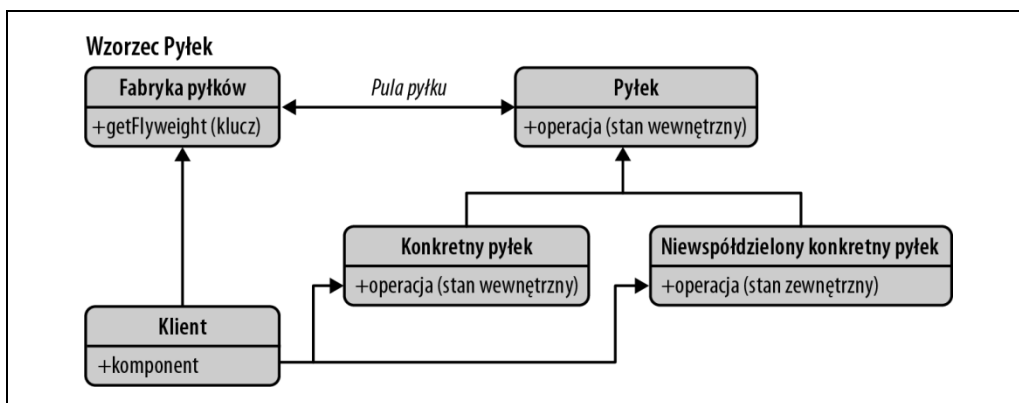 Wzorzec Pyłek
Fabryka pyłków
+getFlyweight (klucz)
Pula pyłku
Pyłek
+operacja (stan wewnętrzny)
Konkretny pyłek
+operacja (stan wewnętrzny)
Niewspółdzielony konkretny pyłek
+operacja (stan zewnętrzny)
Klient
+komponent